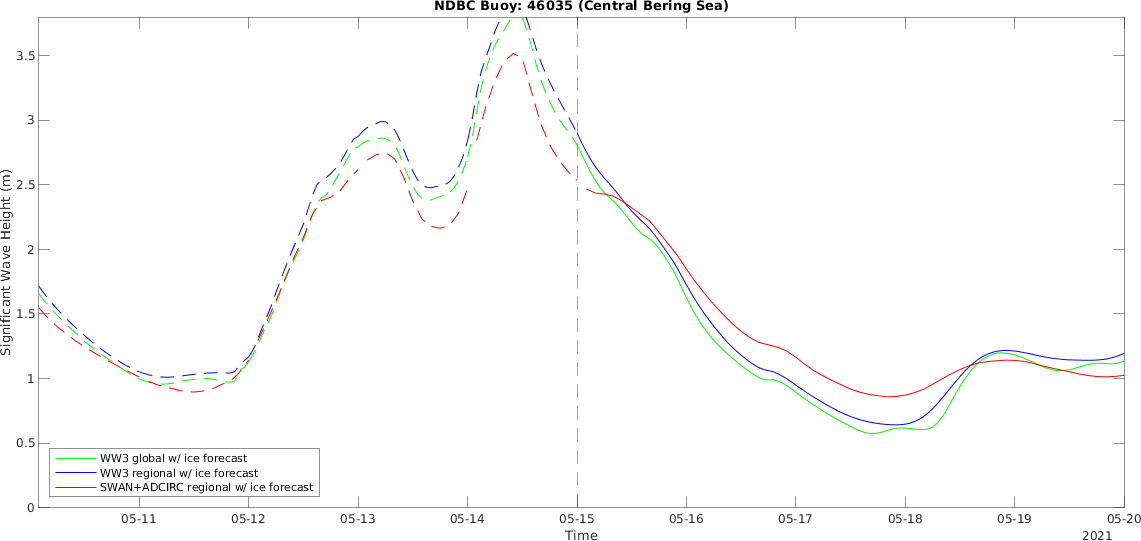 NDBC Buoy: 46035 (Central Bering Sea)
Significant Wave Height (m)
3.5
3
2.5
2
1.5
1
0.5
0
WW3 global w/ ice forecast
WW3 regional w/ ice forecast
SWAN+ADCIRC regional w/ ice forecast
05-11 05-12 05-13 05-14 05-15 05-16 05-17 05-18 05-19 05-20
Time
2021